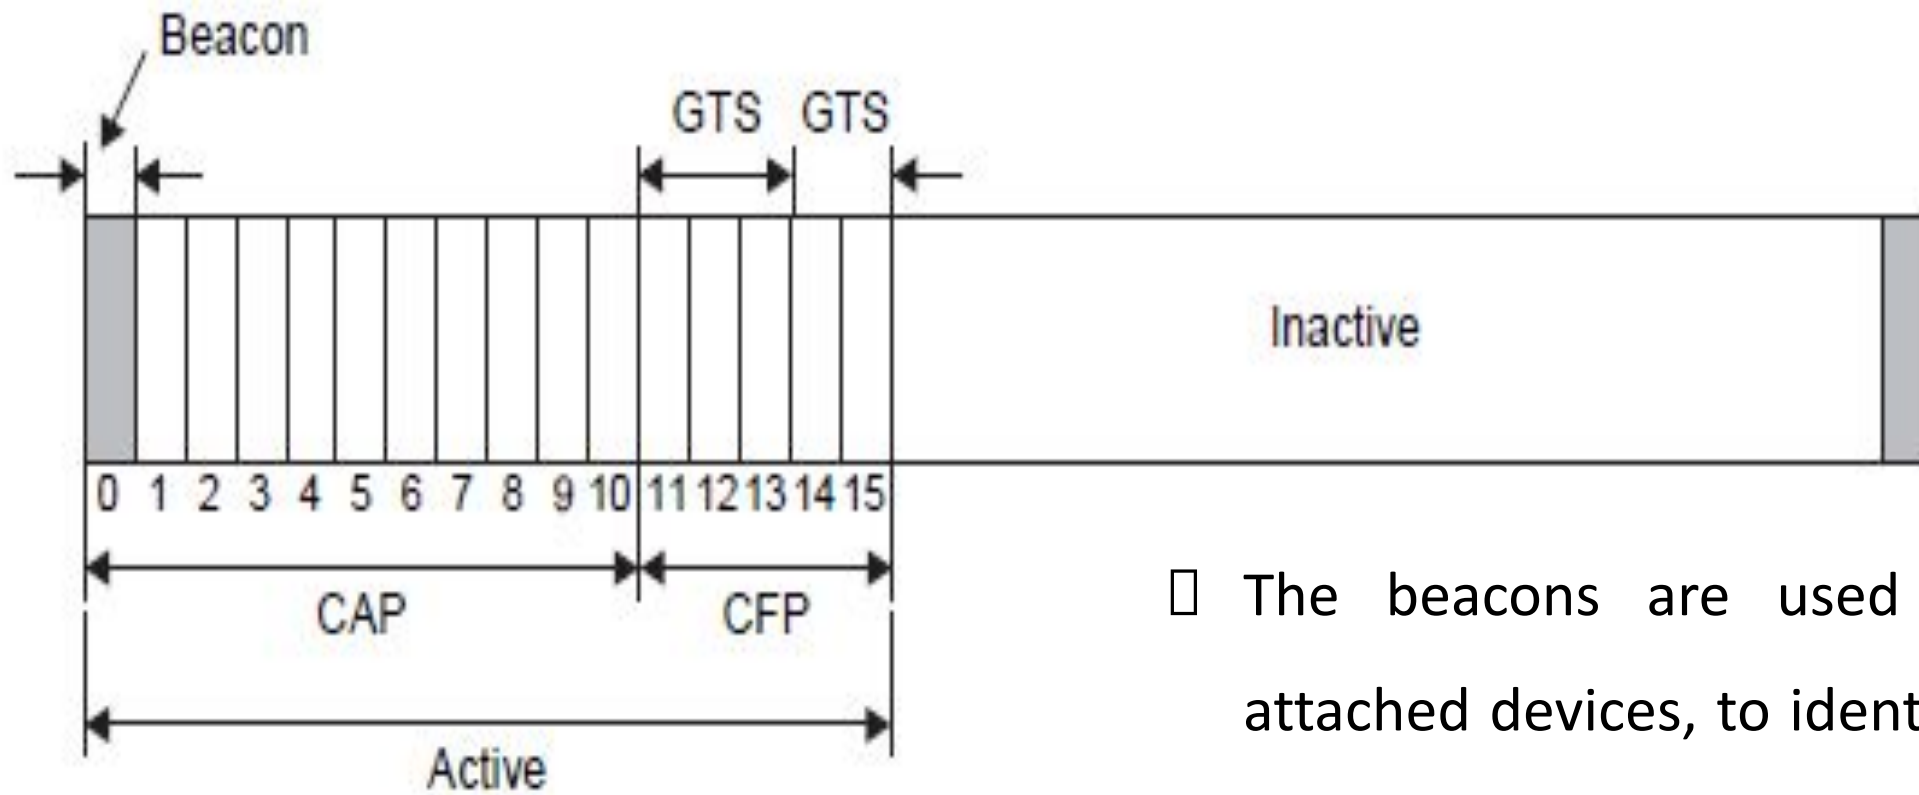 Beacon
GTS GTS
Inactive
0 1 2 3 4 5 6 7 8 9 10 11 12 13 14 15
CAP CFP
Active
The beacons are used
attached devices, to ident